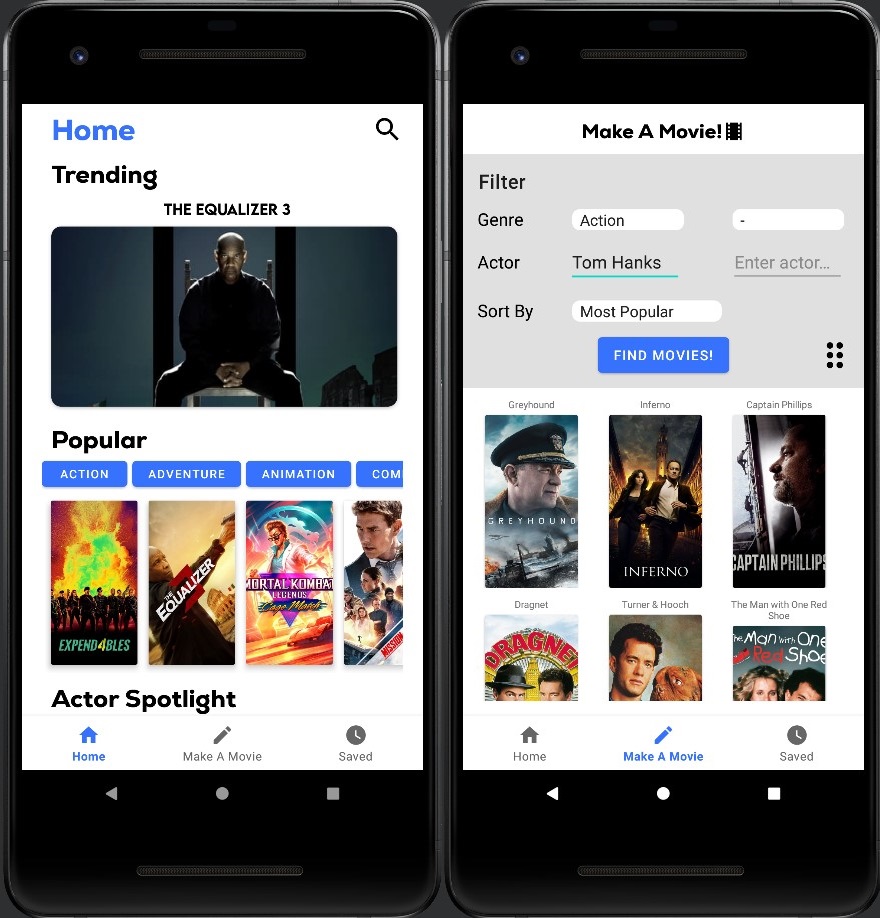 Home
Trending
THE EQUALIZER 3
Popular
ACTION
ADVENTURE
ANIMATION
COM
EXPEND4BLES
THE EQUALIZER
MORTAL KOMBAT
LEGENDS
Cage Match
MISSION
Actor Spotlight
Home
Make A Movie
Saved
Make A Movie!
Filter
Genre
Action
-
Actor
Tom Hanks
Enter actor...
Sort By
Most Popular
FIND MOVIES!
Greyhound
Inferno
Captain Phillips
GREYHOUND
INFERNO
CAPTAIN PHILLIPS
Dragnet
Turner & Hooch
The Man with One Red
Shoe
DRAGNET
The Man With One
Red Shoe
Home
Make A Movie
Saved